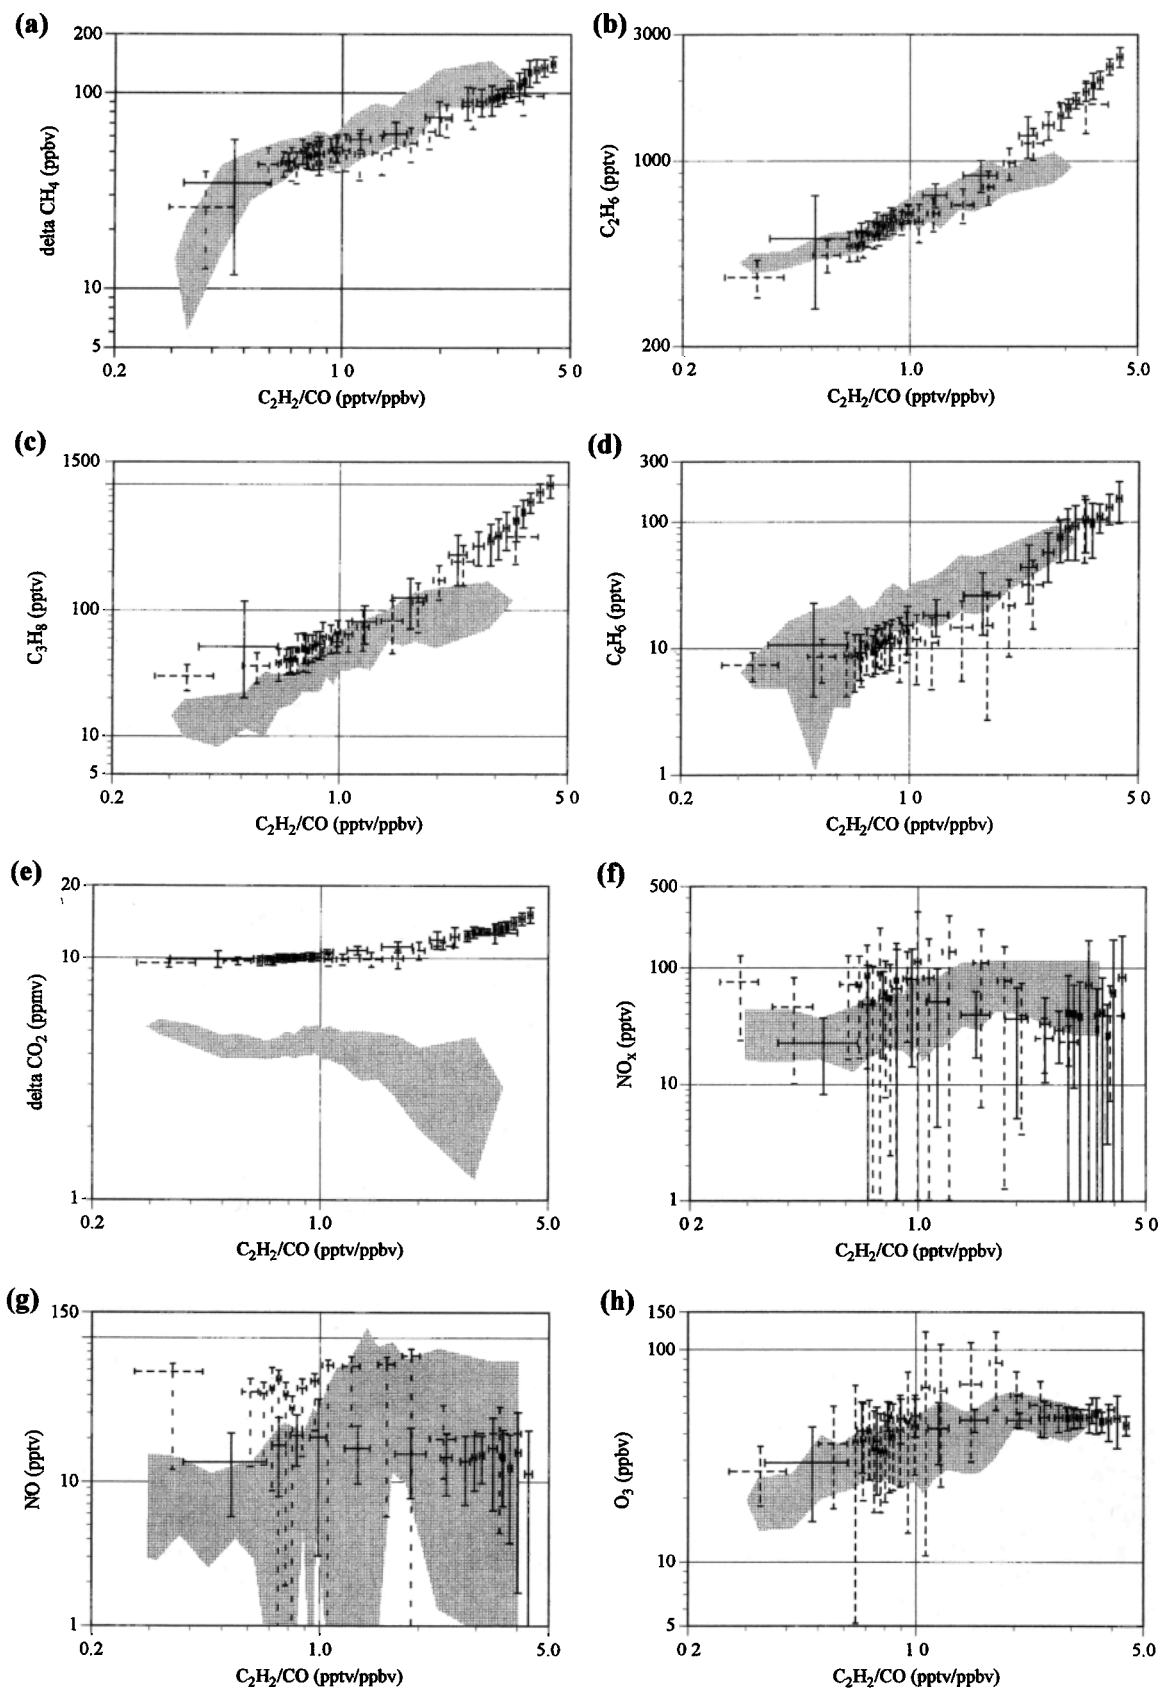 (a)
200
100
10
5
delta CH4 (ppbv)
0.2
1 0
5 0
C2H2/CO (pptv/ppbv)
(b)
3000
1000
200
C2H6 (pptv)
0 2
1.0
5.0
C2H2/CO (pptv/ppbv)
(c)
1500
100
10
5
C3H8 (pptv)
0.2
1.0
5 0
C2H2/CO (pptv/ppbv)
(d)
300
100
10
1
C6H6 (pptv)
0.2
1 0
5 0
C2H2/CO (pptv/ppbv)
(e)
20
10
1
delta CO2 (ppmv)
0.2
1.0
5.0
C2H2/CO (pptv/ppbv)
(f)
500
100
10
1
NOx (pptv)
0 2
1.0
5 0
C2H2/CO (pptv/ppbv)
(g)
150
10
1
NO (pptv)
0.2
1.0
5.0
C2H2/CO (pptv/ppbv)
(h)
150
100
10
5
O3 (ppbv)
0 2
1 0
5.0
C2H2/CO (pptv/ppbv)